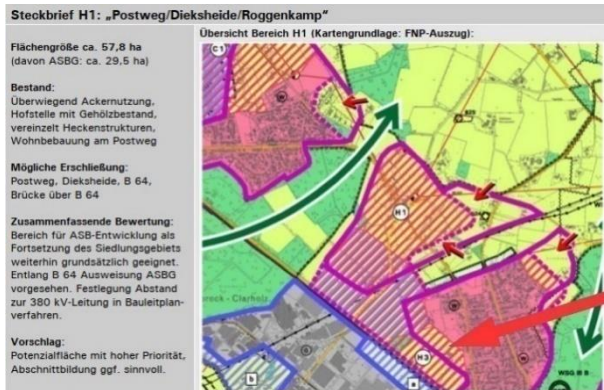 Steckbrief H1: „Postweg/Dieksheide/Roggenkamp“
Flächengröße ca. 57,8 ha
(davon ASBG: ca. 29,5 ha)
Bestand:
Überwiegend Ackernutzung,
Hofstelle mit Gehölzbestand,
vereinzelt Heckenstrukturen,
Wohnbebauung am Postweg
Mögliche Erschließung:
Postweg, Dieksheide, B 64,
Brücke über B 64
Zusammenfassende Bewertung:
Bereich für ASB-Entwicklung als
Fortsetzung des Siedlungsgebiets
weiterhin grundsätzlich geeignet.
Entlang B 64 Ausweisung ASBG
vorgesehen. Festlegung Abstand
zur 380 kV-Leitung in Bauleitplan-
verfahren.
Vorschlag:
Potenzialfläche mit hoher Priorität,
Abschnittbildung ggf. sinnvoll.
Übersicht Bereich H1 (Kartengrundlage: FNP-Auszug):
C1
H1
brock - Clarholz
H3
WSG III B